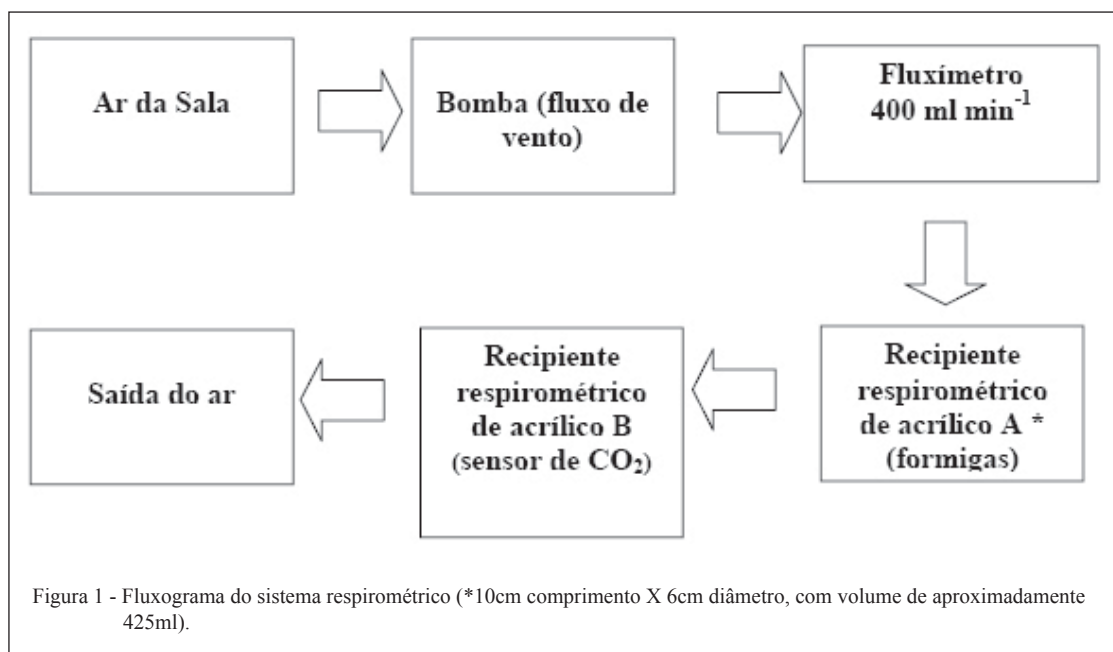 Ar da Sala
Bomba (fluxo de
vento)
Fluxímetro
400 ml min⁻¹
Recipiente
respirométrico
de acrílico A *
(formigas)
Recipiente
respirométrico
de acrílico B
(sensor de CO₂)
Saída do ar
Figura 1 - Fluxograma do sistema respirométrico (*10cm comprimento X 6cm diâmetro, com volume de aproximadamente
425ml).